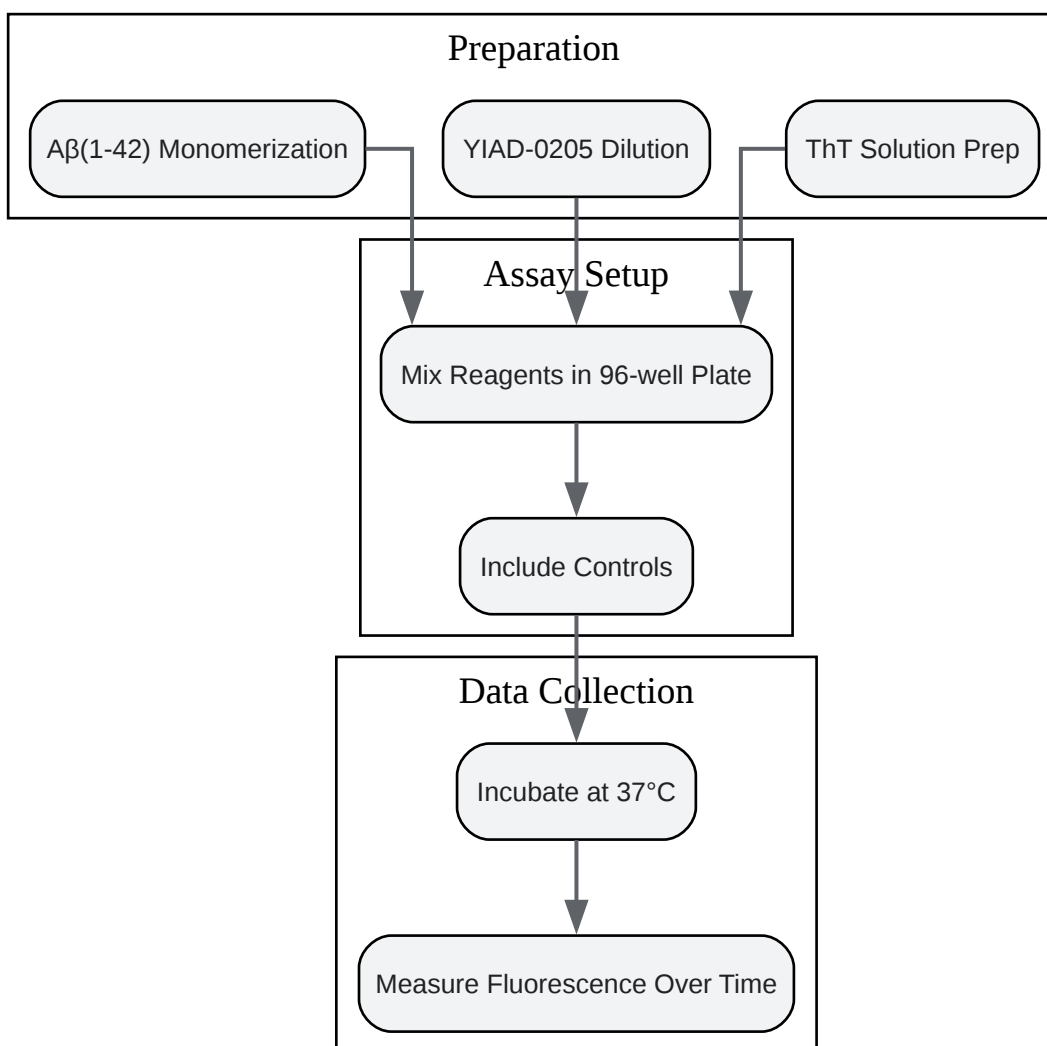 Preparation
Aβ(1-42) Monomerization
YIAD-0205 Dilution
ThT Solution Prep
Assay Setup
Mix Reagents in 96-well Plate
Include Controls
Data Collection
Incubate at 37°C
Measure Fluorescence Over Time